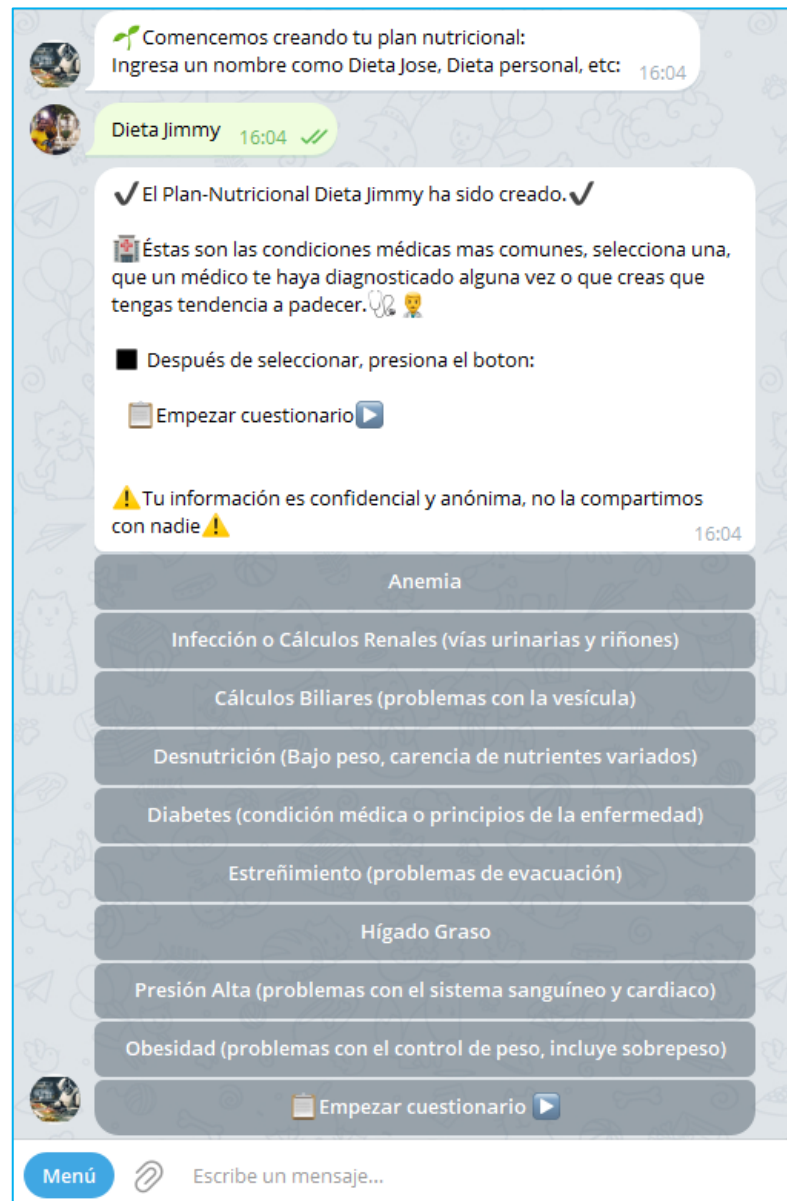 🌱Comencemos creando tu plan nutricional:
Ingresa un nombre como Dieta Jose, Dieta personal, etc: 16:04
Dieta Jimmy 16:04
✔El Plan-Nutricional Dieta Jimmy ha sido creado.✔
🏥Éstas son las condiciones médicas mas comunes, selecciona una,
que un médico te haya diagnosticado alguna vez o que creas que
tengas tendencia a padecer.🩺👨‍⚕️
⬛ Después de seleccionar, presiona el boton:
📋Empezar cuestionario▶️
⚠️Tu información es confidencial y anónima, no la compartimos
con nadie⚠️ 16:04
Anemia
Infección o Cálculos Renales (vías urinarias y riñones)
Cálculos Biliares (problemas con la vesícula)
Desnutrición (Bajo peso, carencia de nutrientes variados)
Diabetes (condición médica o principios de la enfermedad)
Estreñimiento (problemas de evacuación)
Hígado Graso
Presión Alta (problemas con el sistema sanguíneo y cardiaco)
Obesidad (problemas con el control de peso, incluye sobrepeso)
📋Empezar cuestionario ▶️
Menú Escribe un mensaje...